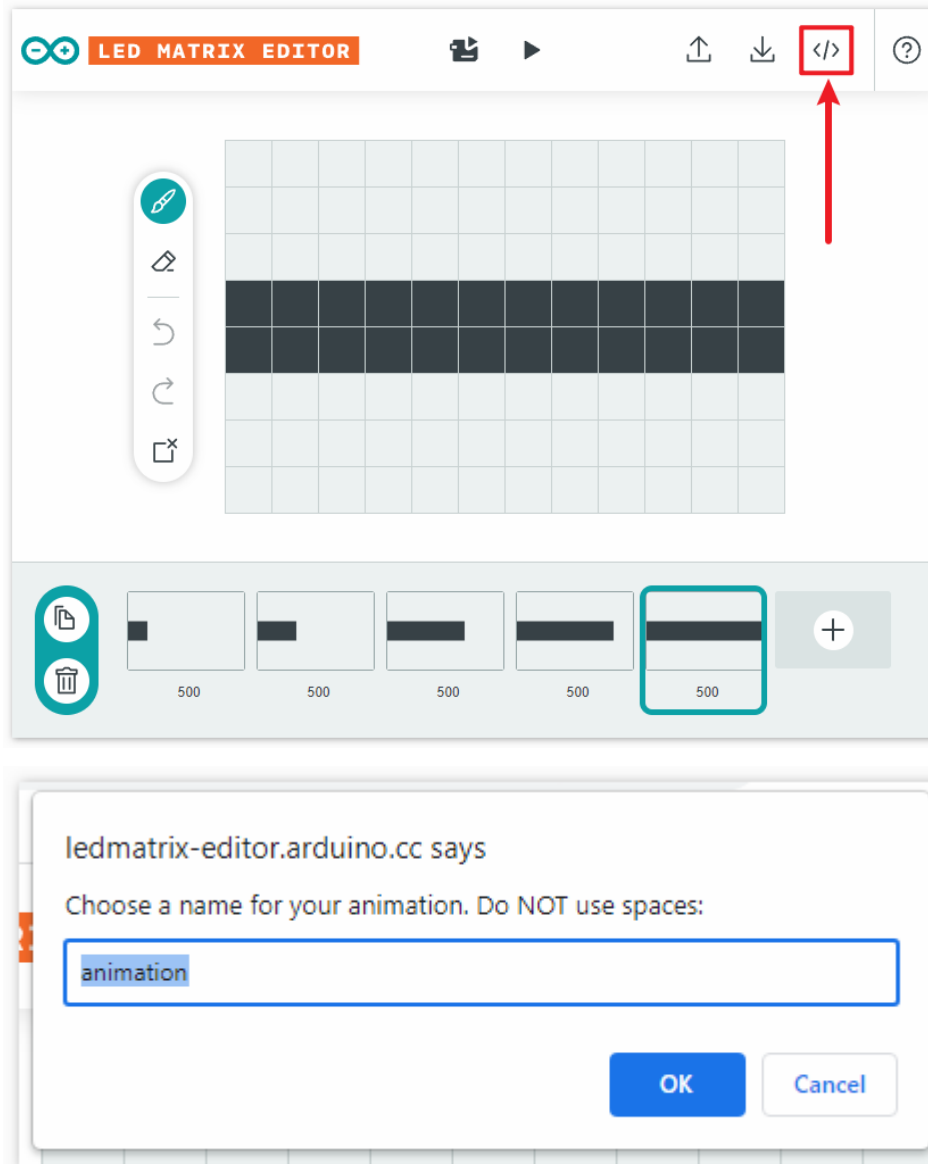 LED MATRIX EDITOR
500 500 500 500 500
ledmatrix-editor.arduino.cc says
Choose a name for your animation. Do NOT use spaces:
animation
OK Cancel